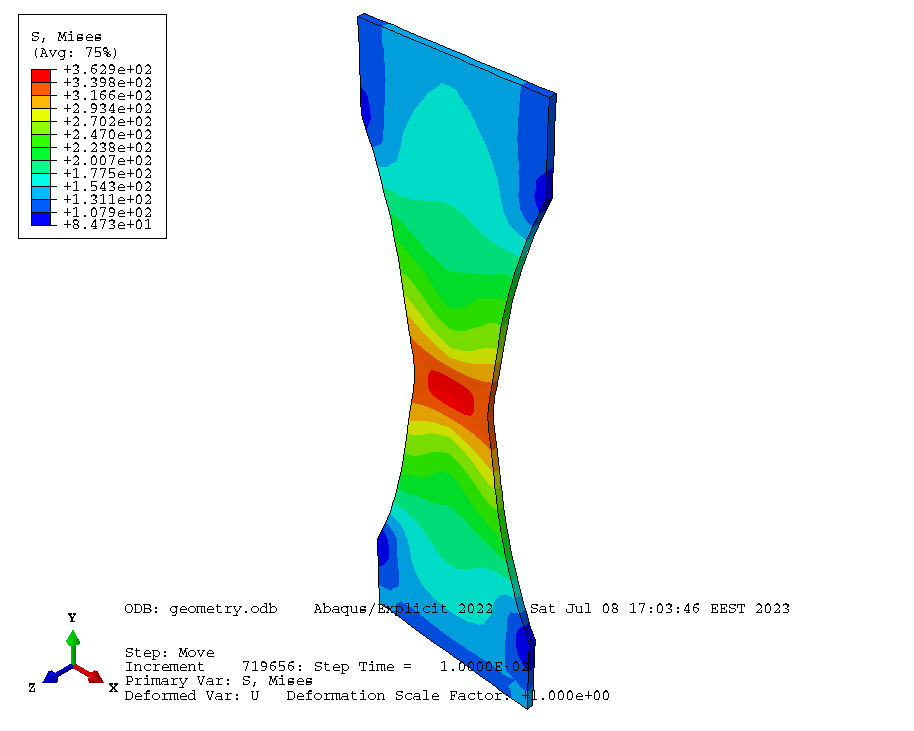 S, Mises
(Avg: 75%)
+3.629e+02
+3.398e+02
+3.166e+02
+2.934e+02
+2.702e+02
+2.470e+02
+2.238e+02
+2.007e+02
+1.775e+02
+1.543e+02
+1.311e+02
+1.079e+02
+8.473e+01
ODB: geometry.odb Abaqus/Explicit 2022 Sat Jul 08 17:03:46 EEST 2023
Y
Z X
Step: Move
Increment 719656: Step Time = 1.0000E-02
Primary Var: S, Mises
Deformed Var: U Deformation Scale Factor: +1.000e+00